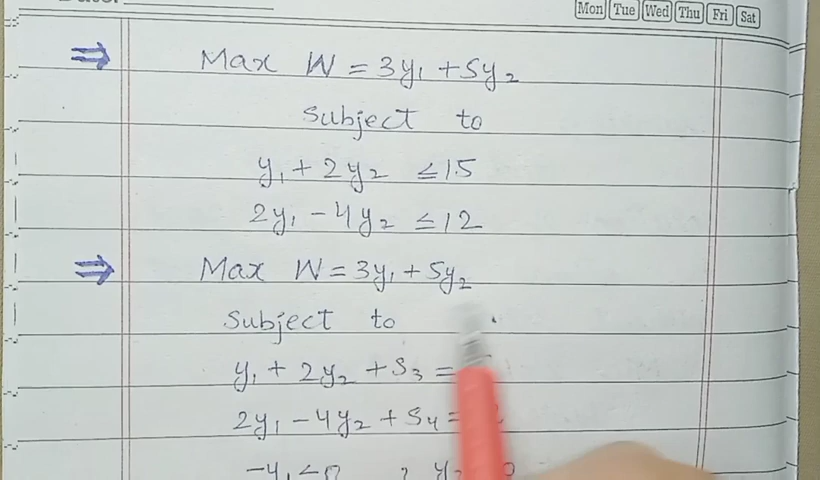 Mon Tue Wed Thu Fri Sat
⇒ Max W = 3y₁ + 5y₂
Subject to
y₁ + 2y₂ ≤ 15
2y₁ - 4y₂ ≤ 12
⇒ Max W = 3y₁ + 5y₂
Subject to
y₁ + 2y₂ + S₃ =
2y₁ - 4y₂ + S₄ =